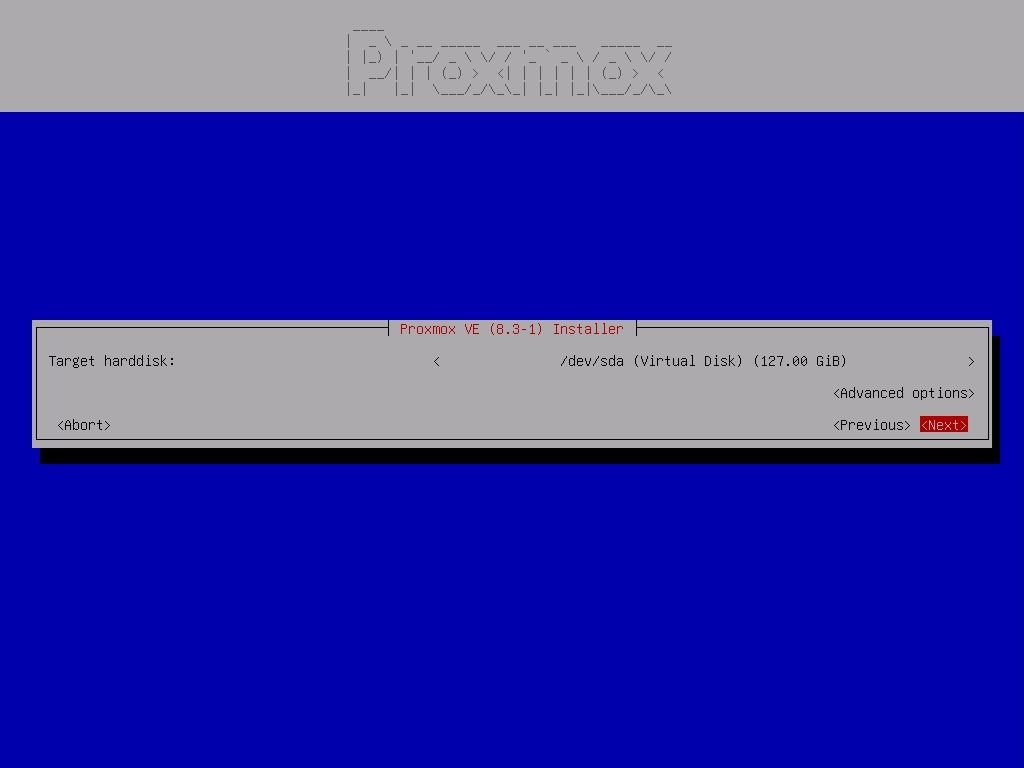 Proxmox
Proxmox VE (8.3-1) Installer
Target harddisk: < /dev/sda (Virtual Disk) (127.00 GiB) >
<Advanced options>
<Abort> <Previous> <Next>